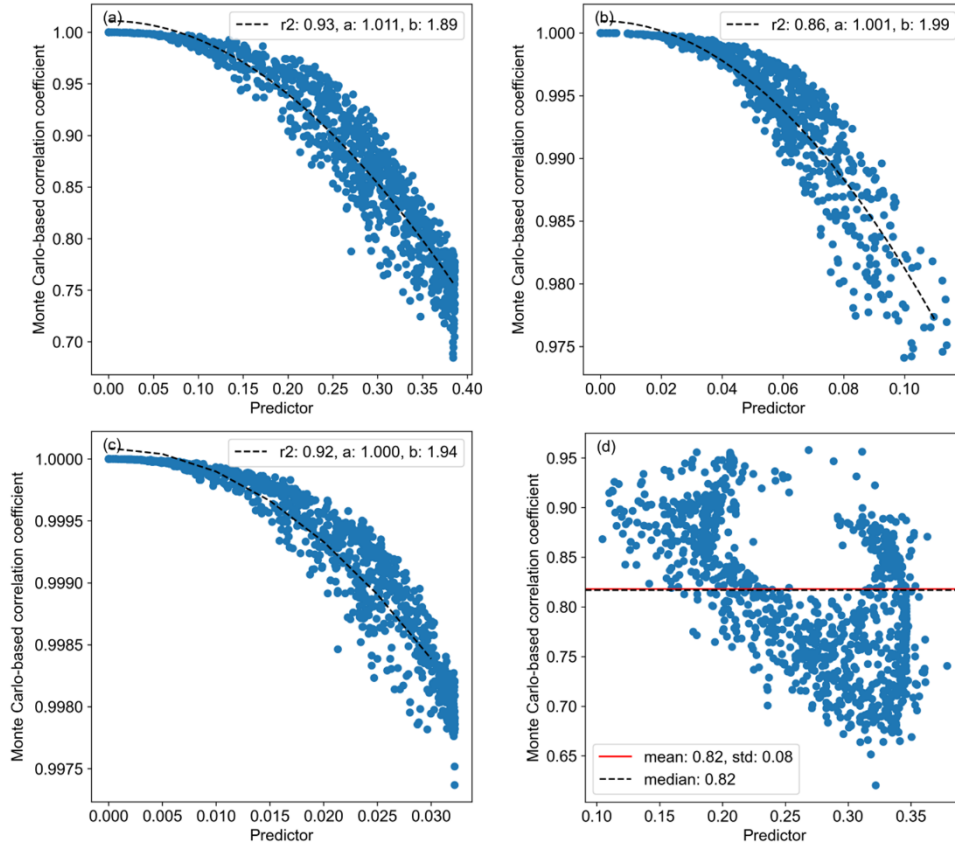 (a)
r2: 0.93, a: 1.011, b: 1.89
1.00
0.95
0.90
0.85
0.80
0.75
0.70
Monte Carlo-based correlation coefficient
0.00 0.05 0.10 0.15 0.20 0.25 0.30 0.35 0.40
Predictor
(b)
r2: 0.86, a: 1.001, b: 1.99
1.000
0.995
0.990
0.985
0.980
0.975
Monte Carlo-based correlation coefficient
0.00 0.02 0.04 0.06 0.08 0.10
Predictor
(c)
r2: 0.92, a: 1.000, b: 1.94
1.0000
0.9995
0.9990
0.9985
0.9980
0.9975
Monte Carlo-based correlation coefficient
0.000 0.005 0.010 0.015 0.020 0.025 0.030
Predictor
(d)
0.95
0.90
0.85
0.80
0.75
0.70
0.65
Monte Carlo-based correlation coefficient
mean: 0.82, std: 0.08
median: 0.82
0.10 0.15 0.20 0.25 0.30 0.35
Predictor